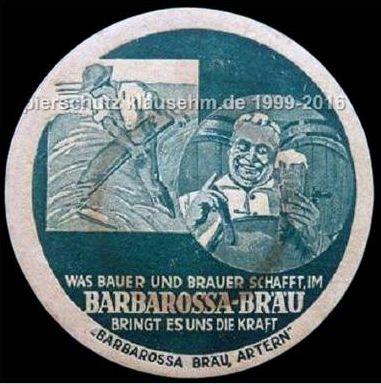 bierschutz.klausehm.de 1999-2016
WAS BAUER UND BRAUER SCHAFFT, IM
BARBAROSSA-BRÄU
BRINGT ES UNS DIE KRAFT
„BARBAROSSA BRÄU, ARTERN"